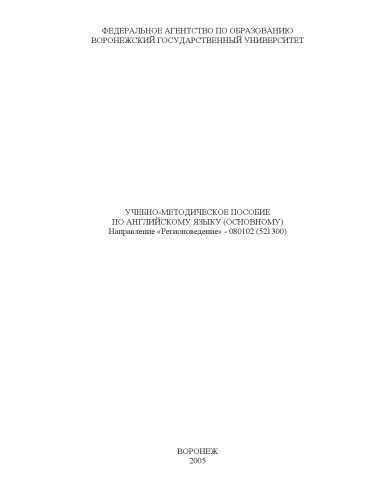 ФЕДЕРАЛЬНОЕ АГЕНТСТВО ПО ОБРАЗОВАНИЮ
ВОРОНЕЖСКИЙ ГОСУДАРСТВЕННЫЙ УНИВЕРСИТЕТ
УЧЕБНО-МЕТОДИЧЕСКОЕ ПОСОБИЕ
ПО АНГЛИЙСКОМУ ЯЗЫКУ (ОСНОВНОМУ)
Направление «Регионоведение» - 080102 (521300)
ВОРОНЕЖ
2005